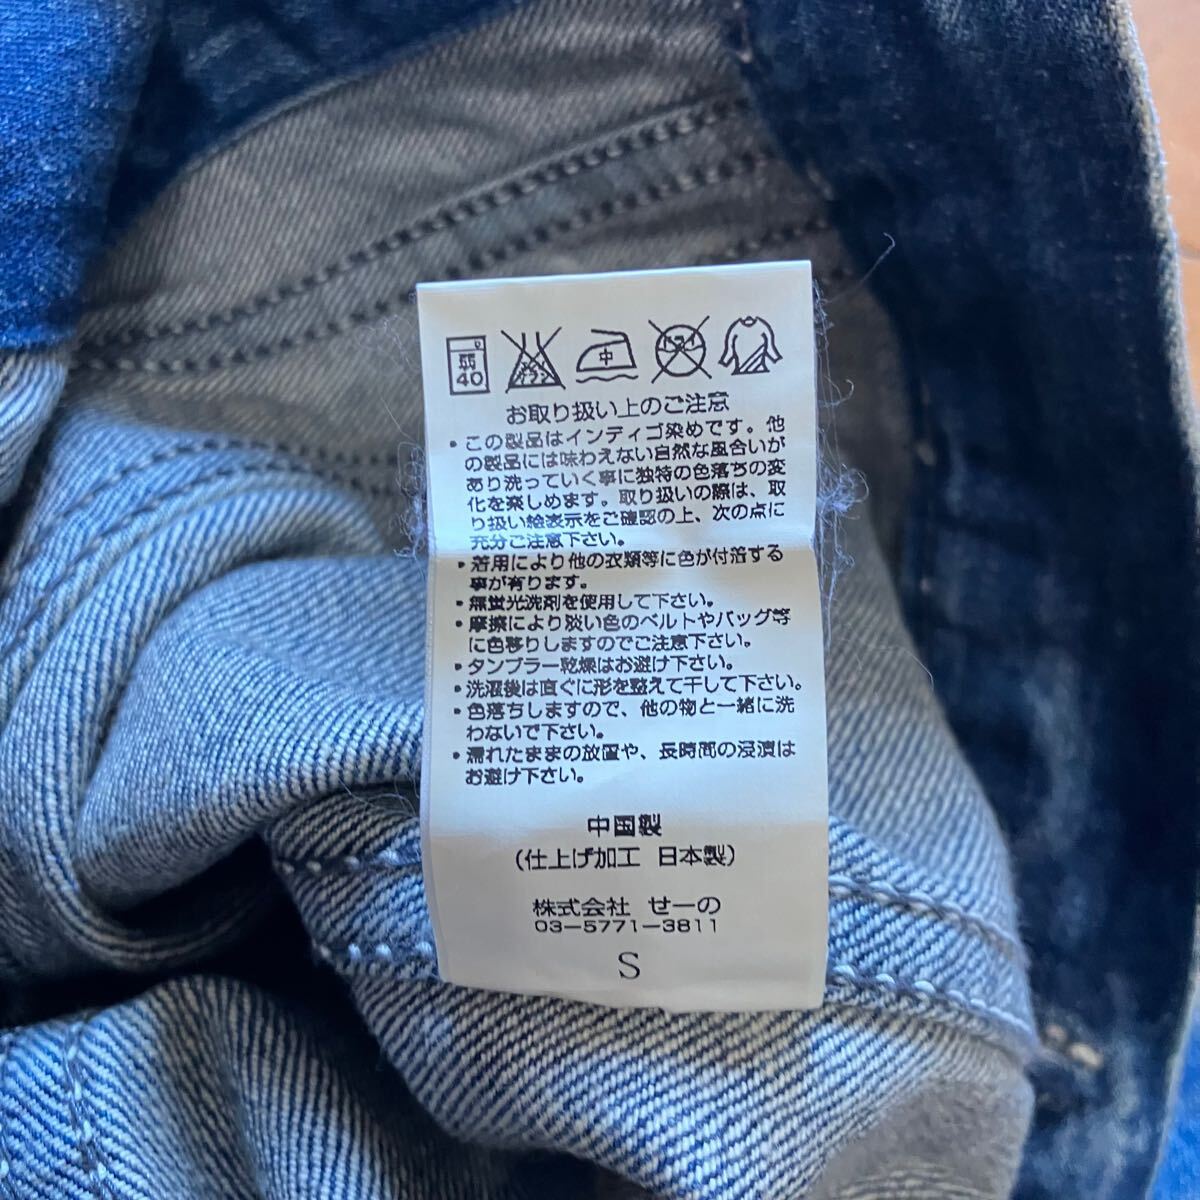 弱
40
エンソ
サラシ
中
ドライ
お取り扱い上のご注意
・この製品はインディゴ染めです。他
の製品には味わえない自然な風合いが
あり洗っていく事に独特の色落ちの変
化を楽しめます。取り扱いの際は、取
り扱い絵表示をご確認の上、次の点に
充分ご注意下さい。
・着用により他の衣類等に色が付着する
事が有ります。
・無蛍光洗剤を使用して下さい。
・摩擦により淡い色のベルトやバッグ等
に色移りしますのでご注意下さい。
・タンブラー乾燥はお避け下さい。
・洗濯後は直ぐに形を整えて干して下さい。
・色落ちしますので、他の物と一緒に洗
わないで下さい。
・濡れたままの放置や、長時間の浸漬は
お避け下さい。
中国製
(仕上げ加工 日本製)
株式会社 せーの
03-5771-3811
S